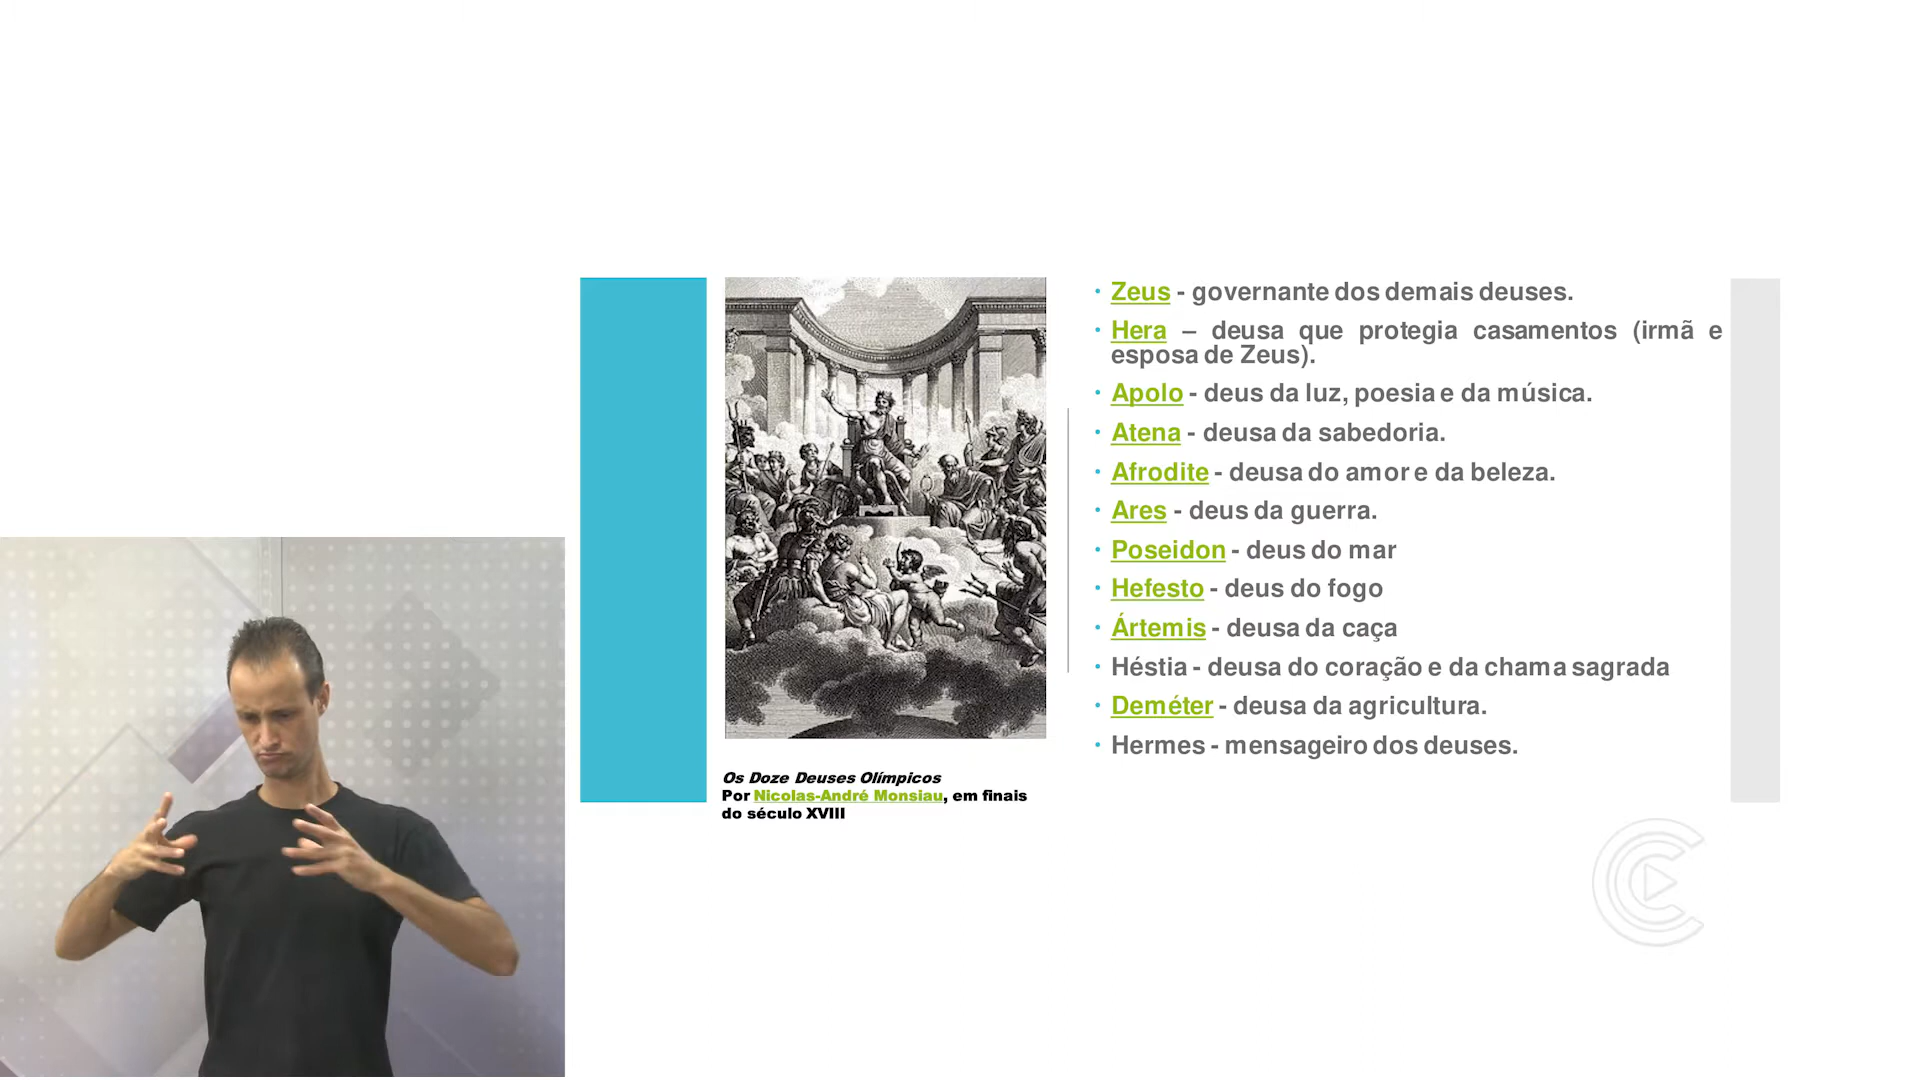 Zeus - governante dos demais deuses.
Hera – deusa que protegia casamentos (irmã e
esposa de Zeus).
Apolo - deus da luz, poesia e da música.
Atena - deusa da sabedoria.
Afrodite - deusa do amor e da beleza.
Ares - deus da guerra.
Poseidon - deus do mar
Hefesto - deus do fogo
Ártemis - deusa da caça
Héstia - deusa do coração e da chama sagrada
Deméter - deusa da agricultura.
Hermes - mensageiro dos deuses.
Os Doze Deuses Olímpicos
Por Nicolas-André Monsiau, em finais
do século XVIII